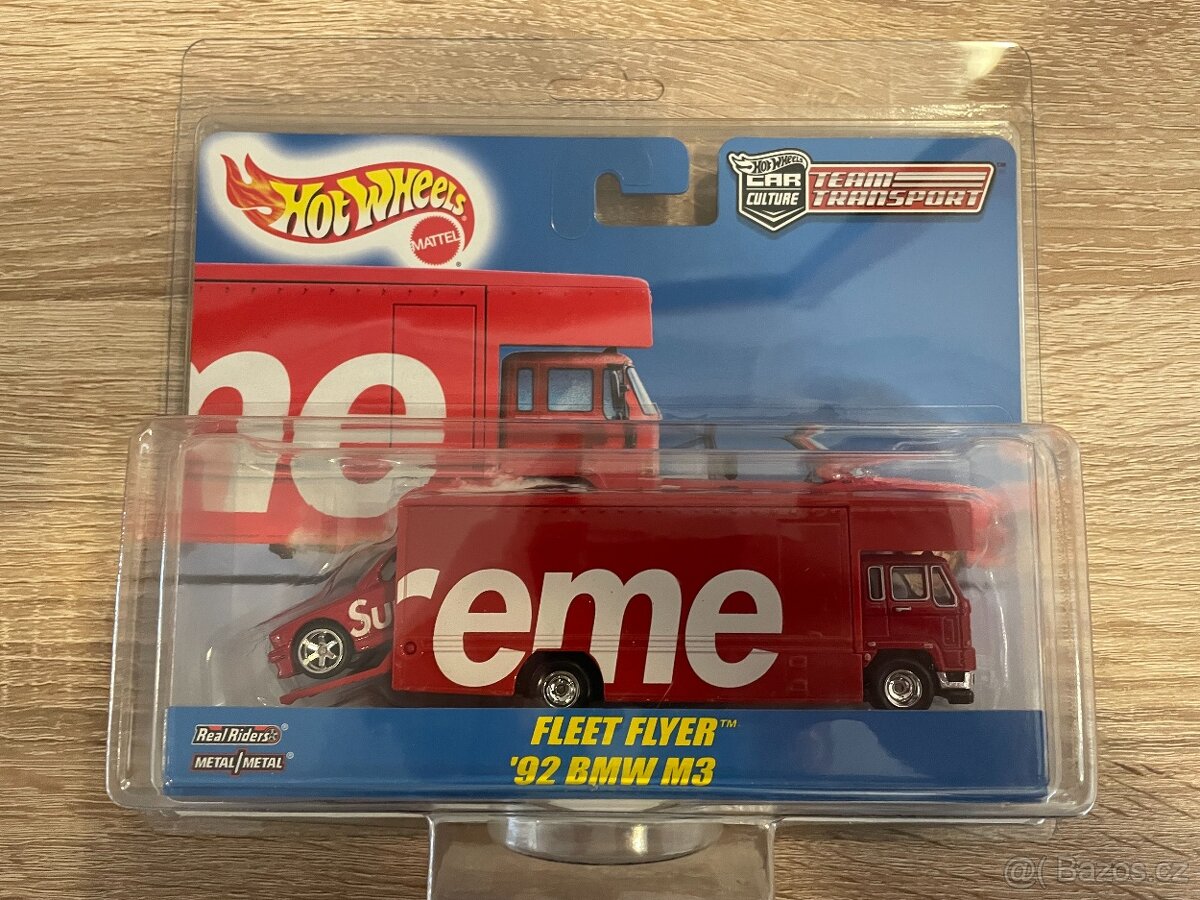 HOT WHEELS
MATTEL
®
HOT WHEELS
CAR
CULTURE
TEAM
TRANSPORT
me
Su
reme
FLEET FLYER™
'92 BMW M3
Real Riders®
METAL/METAL®
@( Bazos.cz